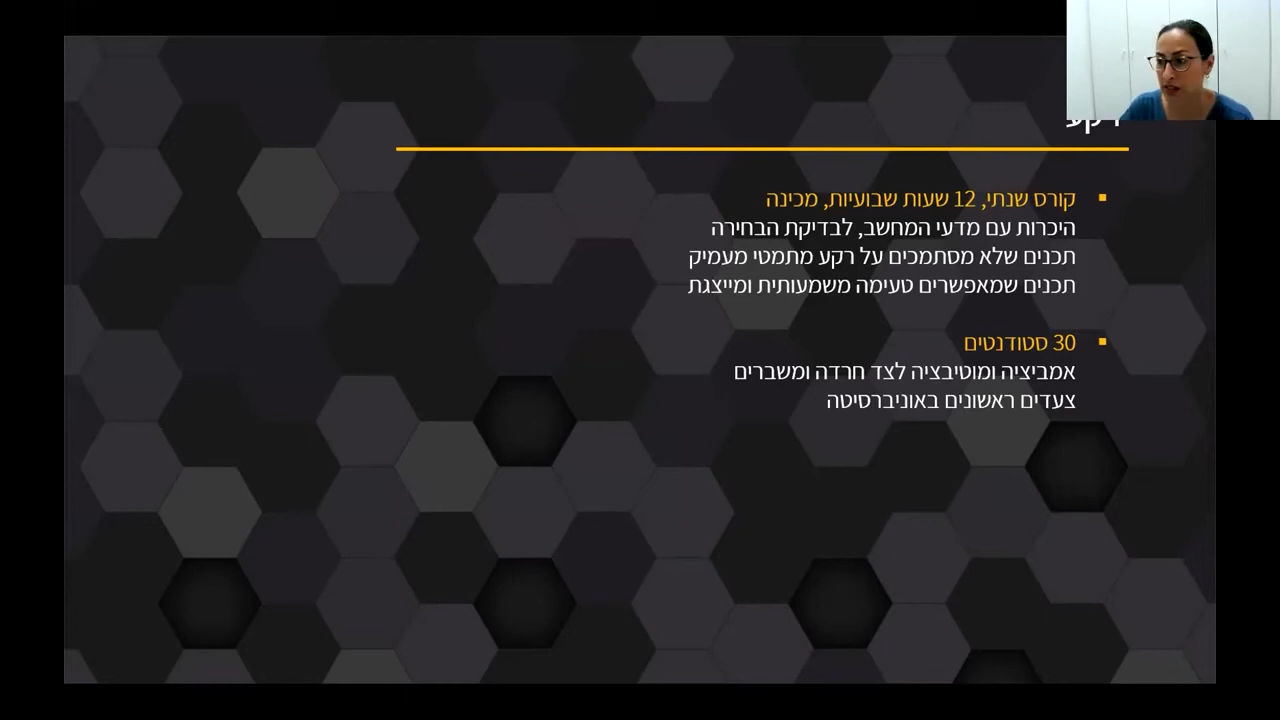 רקע
קורס שנתי, 12 שעות שבועיות, מכינה
היכרות עם מדעי המחשב, לבדיקת הבחירה
תכנים שלא מסתמכים על רקע מתמטי מעמיק
תכנים שמאפשרים טעימה משמעותית ומייצגת
30 סטודנטים
אמביציה ומוטיבציה לצד חרדה ומשברים
צעדים ראשונים באוניברסיטה